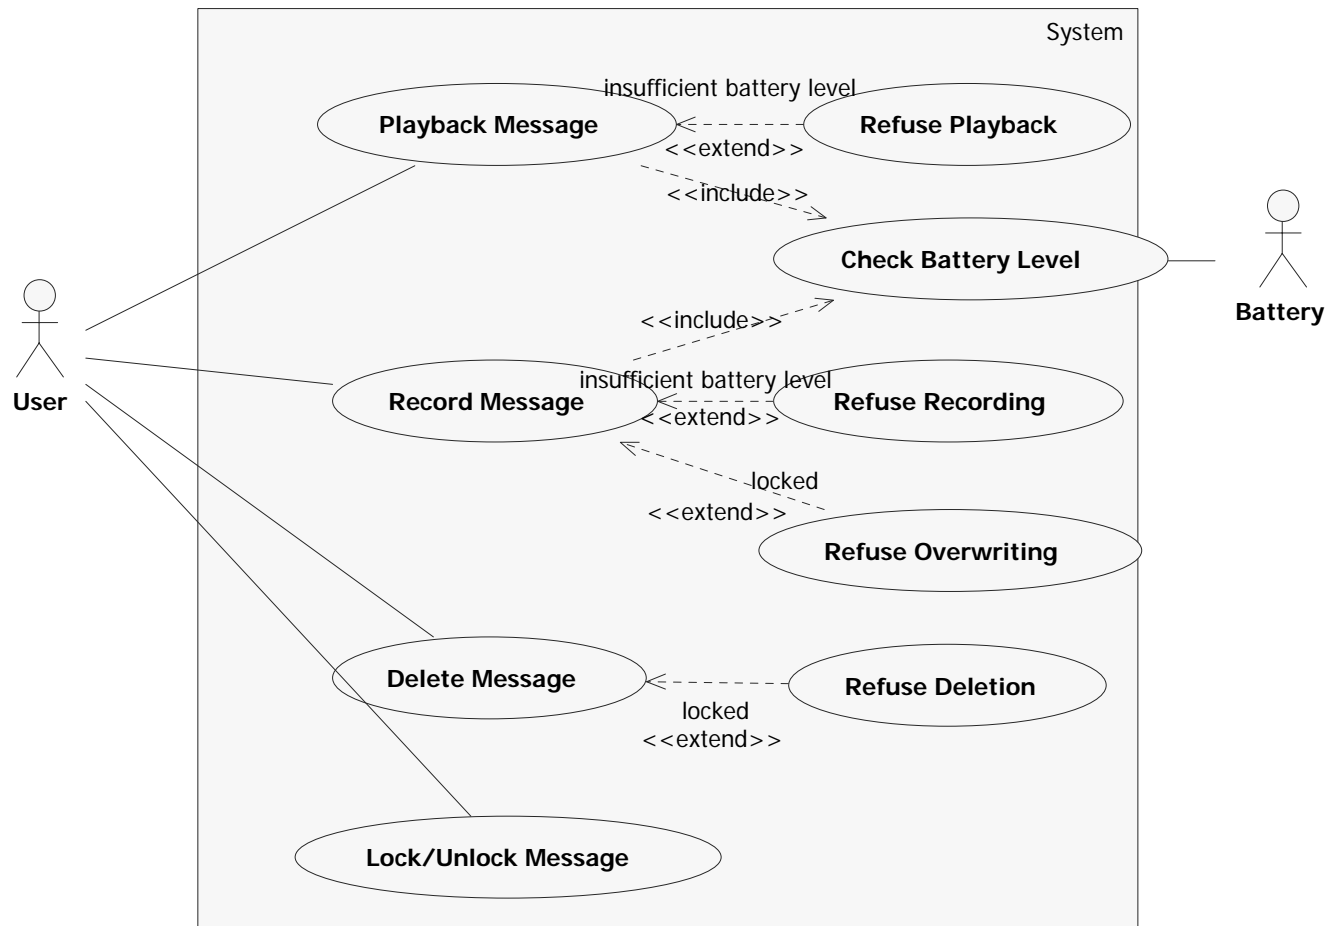 System
insufficient battery level
Playback Message
Refuse Playback
<<extend>>
<<include>>
Check Battery Level
Battery
<<include>>
User
insufficient battery level
Record Message
Refuse Recording
<<extend>>
locked
<<extend>>
Refuse Overwriting
Delete Message
Refuse Deletion
locked
<<extend>>
Lock/Unlock Message